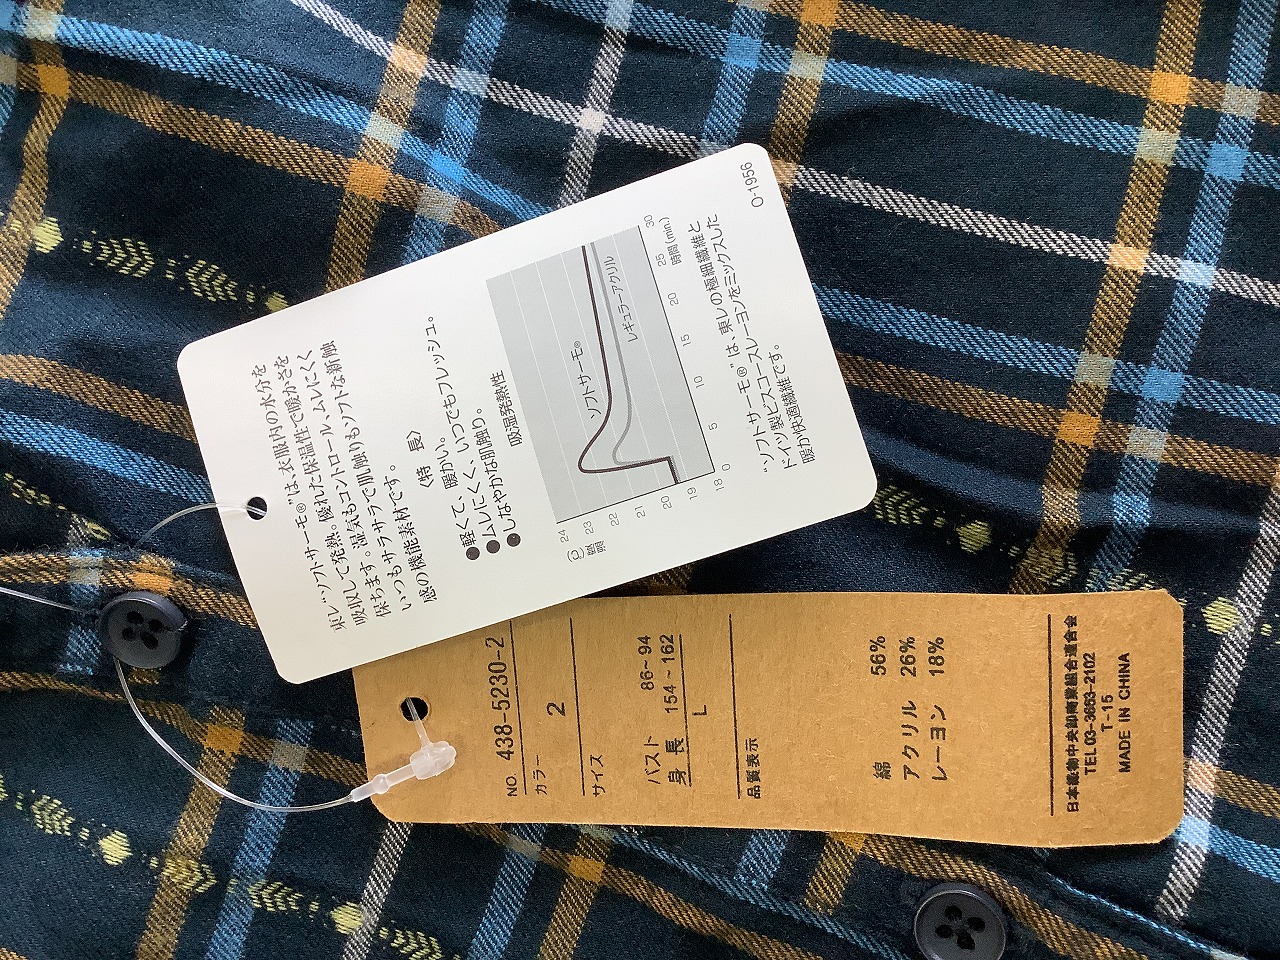 東レ"ソフトサーモ®"は、衣服内の水分を
吸収して発熱。優れた保温性で暖かさを
保ちます。湿気もコントロール、ムレにくく
いつもサラサラで肌触りもソフトな新触
感の機能素材です。
〈特 長〉
●軽くて、暖かい。
●ムレにくく、いつでもフレッシュ。
●しなやかな肌触り。
吸湿発熱性
(℃)
24
23
22
21
20
19
18
ソフトサーモ®
レギュラーアクリル
0 5 10 15 20 25 30
時間(min.)
"ソフトサーモ®"は、東レの極細繊維と
ドイツ製ビスコースレーヨンをミックスした
暖か快適繊維です。
O-1956
NO. 438-5230-2
カラー
2
サイズ
バスト 86~94
身長 154~162
L
品質表示
綿 56%
アクリル 26%
レーヨン 18%
日本織物中央卸商業組合連合会
TEL 03-3663-2102
T-15
MADE IN CHINA